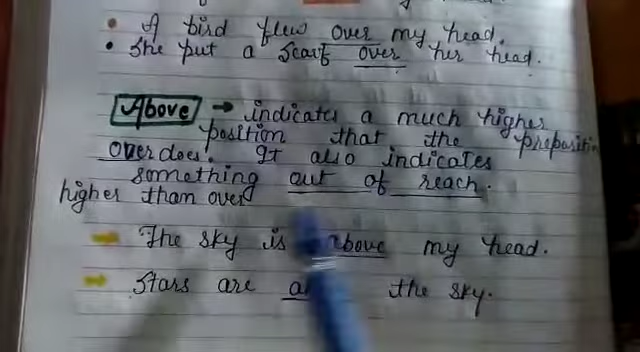 A bird flew over my head.
She put a scarf over her head.
Above → indicates a much higher
position that the preposition
over does. It also indicates
something out of reach.
higher than over
The sky is above my head.
Stars are the sky.